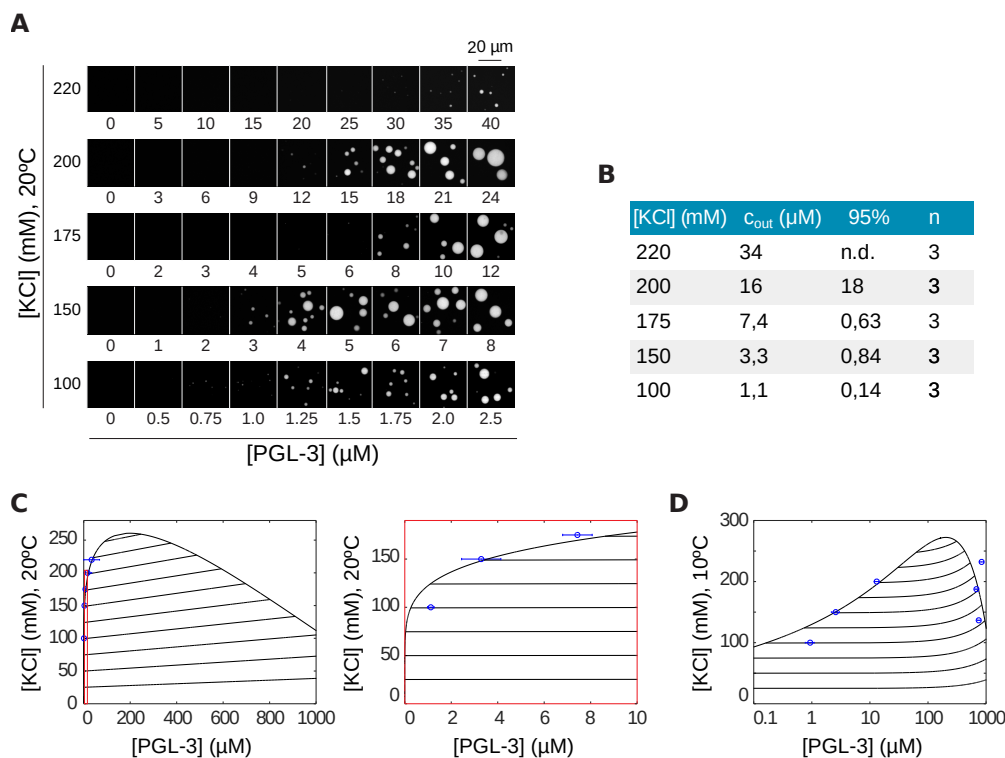 A
20 µm
220
0 5 10 15 20 25 30 35 40
200
0 3 6 9 12 15 18 21 24
175
0 2 3 4 5 6 8 10 12
150
0 1 2 3 4 5 6 7 8
100
0 0.5 0.75 1.0 1.25 1.5 1.75 2.0 2.5
[KCl] (mM), 20ºC
[PGL-3] (µM)
B
[KCl] (mM) cout (µM) 95% n
220 34 n.d. 3
200 16 18 3
175 7,4 0,63 3
150 3,3 0,84 3
100 1,1 0,14 3
C
[KCl] (mM), 20ºC
250
200
150
100
50
0
0 200 400 600 800 1000
[PGL-3] (µM)
[KCl] (mM), 20ºC
150
100
50
0
0 2 4 6 8 10
[PGL-3] (µM)
D
[KCl] (mM), 10ºC
300
200
100
0
0.1 1 10 100 1000
[PGL-3] (µM)